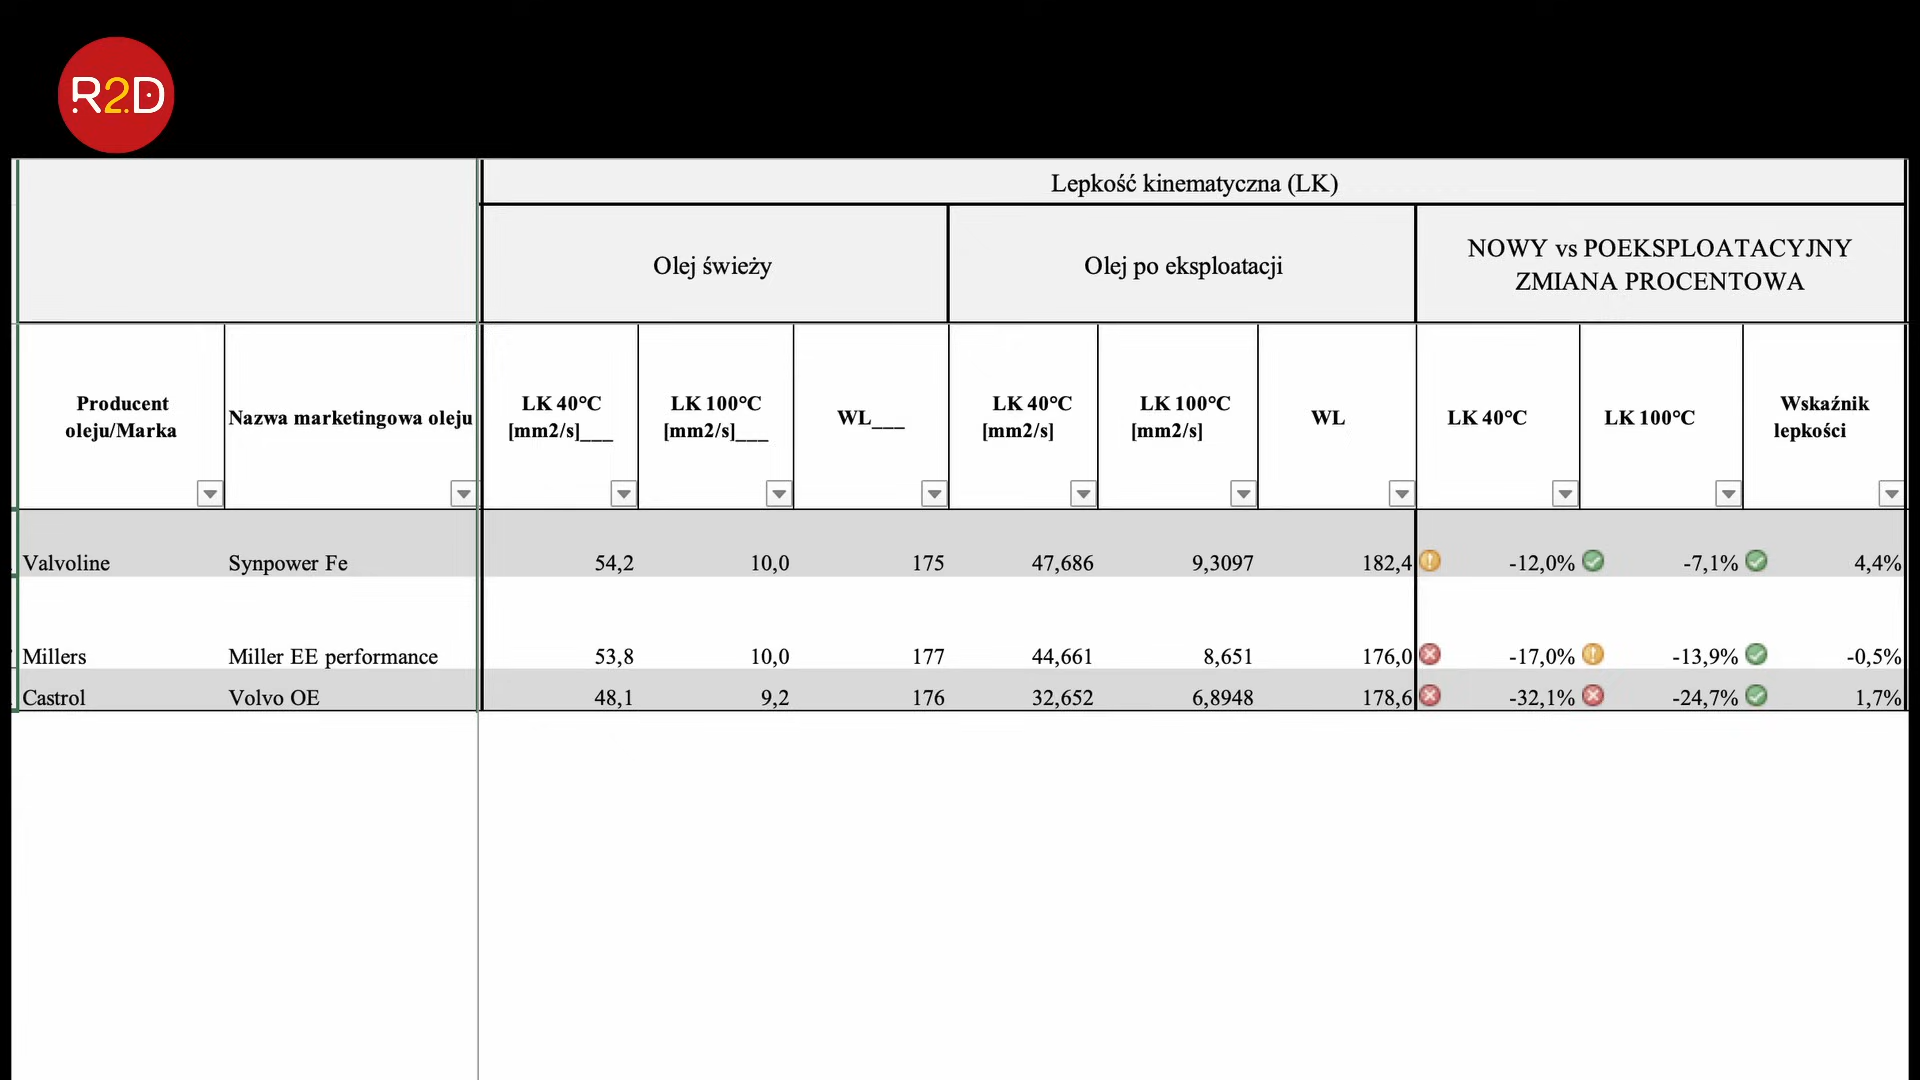 R2D
Lepkość kinematyczna (LK)
Olej świeży
Olej po eksploatacji
NOWY vs POEKSPLOATACYJNY
ZMIANA PROCENTOWA
Producent
oleju/Marka
Nazwa marketingowa oleju
LK 40°C
[mm2/s]___
LK 100°C
[mm2/s]___
WL___
LK 40°C
[mm2/s]
LK 100°C
[mm2/s]
WL
LK 40°C
LK 100°C
Wskaźnik
lepkości
Valvoline Synpower Fe 54,2 10,0 175 47,686 9,3097 182,4 -12,0% -7,1% 4,4%
Millers Miller EE performance 53,8 10,0 177 44,661 8,651 176,0 -17,0% -13,9% -0,5%
Castrol Volvo OE 48,1 9,2 176 32,652 6,8948 178,6 -32,1% -24,7% 1,7%